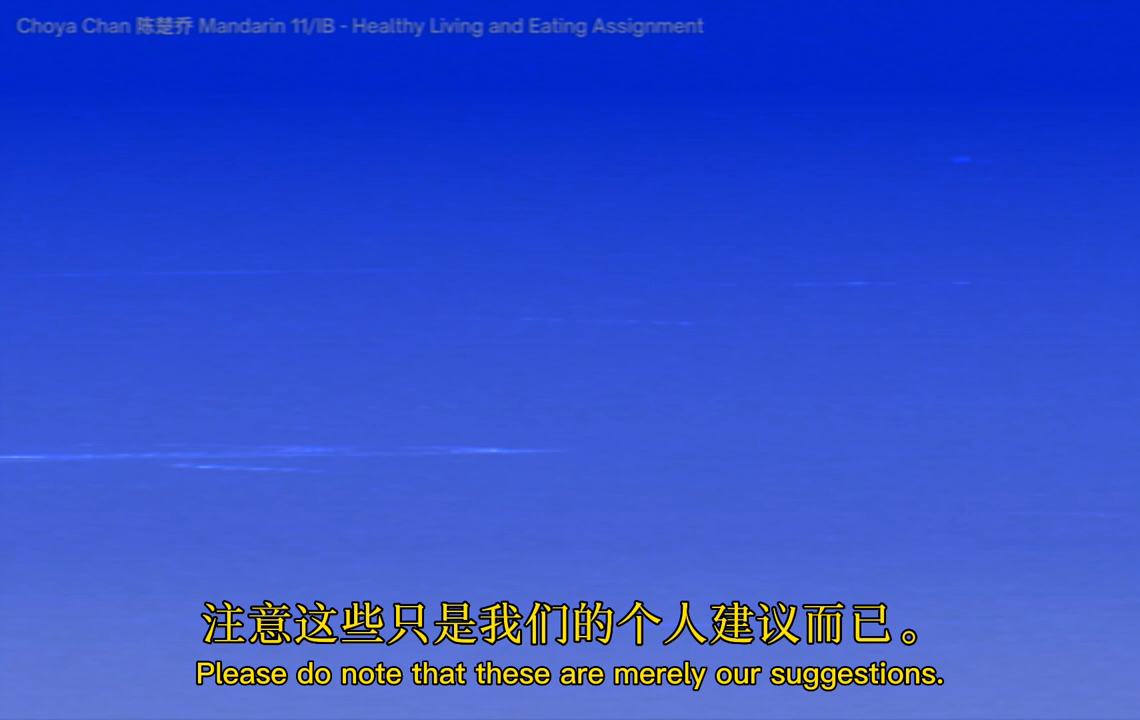 Choya Chan 陈楚乔 Mandarin 11/IB - Healthy Living and Eating Assignment
注意这些只是我们的个人建议而已。
Please do note that these are merely our suggestions.